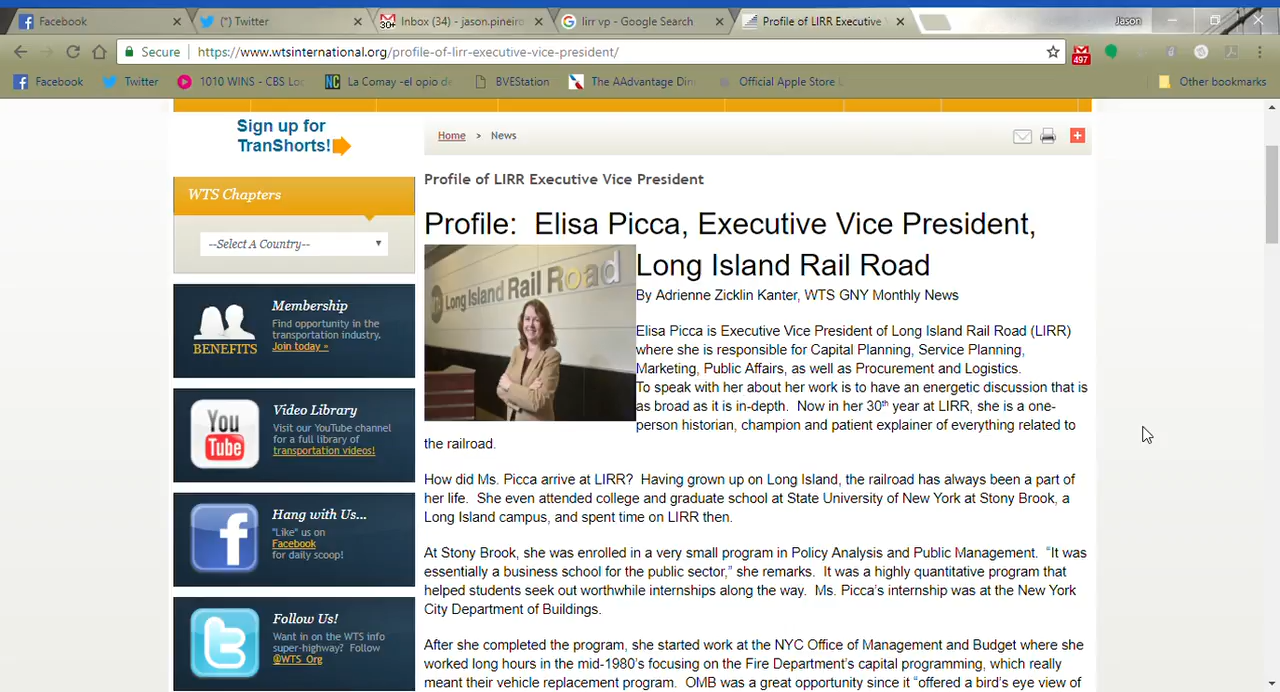 Facebook
(*) Twitter
Inbox (34) - jason.pineiro
lirr vp - Google Search
Profile of LIRR Executive
Jason
Secure
https://www.wtsinternational.org/profile-of-lirr-executive-vice-president/
497
Facebook
Twitter
1010 WINS - CBS Loc
La Comay -el opio de
BVEStation
The AAdvantage Din
Official Apple Store
Other bookmarks
Sign up for
TranShorts!
Home > News
WTS Chapters
--Select A Country--
Membership
Find opportunity in the
transportation industry.
Join today »
BENEFITS
Video Library
Visit our YouTube channel
for a full library of
transportation videos!
You
Tube
Hang with Us...
"Like" us on
Facebook
for daily scoop!
Follow Us!
Want in on the WTS info
super-highway? Follow
@WTS_Org
Profile of LIRR Executive Vice President
Profile: Elisa Picca, Executive Vice President,
Long Island Rail Road
Long Island Rail Road
By Adrienne Zicklin Kanter, WTS GNY Monthly News
Elisa Picca is Executive Vice President of Long Island Rail Road (LIRR)
where she is responsible for Capital Planning, Service Planning,
Marketing, Public Affairs, as well as Procurement and Logistics.
To speak with her about her work is to have an energetic discussion that is
as broad as it is in-depth. Now in her 30th year at LIRR, she is a one-
person historian, champion and patient explainer of everything related to
the railroad.
How did Ms. Picca arrive at LIRR? Having grown up on Long Island, the railroad has always been a part of
her life. She even attended college and graduate school at State University of New York at Stony Brook, a
Long Island campus, and spent time on LIRR then.
At Stony Brook, she was enrolled in a very small program in Policy Analysis and Public Management. “It was
essentially a business school for the public sector,” she remarks. It was a highly quantitative program that
helped students seek out worthwhile internships along the way. Ms. Picca’s internship was at the New York
City Department of Buildings.
After she completed the program, she started work at the NYC Office of Management and Budget where she
worked long hours in the mid-1980’s focusing on the Fire Department’s capital programming, which really
meant their vehicle replacement program. OMB was a great opportunity since it “offered a bird’s eye view of